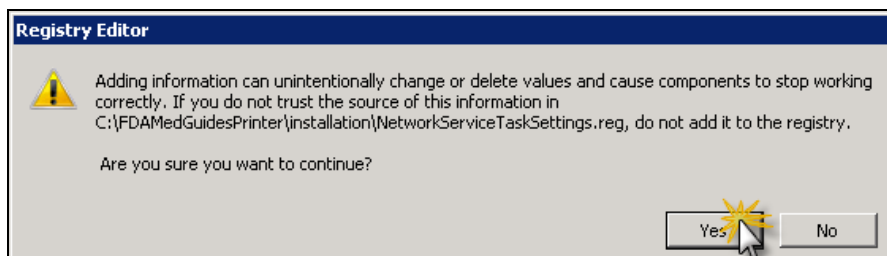 Registry Editor
Adding information can unintentionally change or delete values and cause components to stop working
correctly. If you do not trust the source of this information in
C:\FDAMedGuidesPrinter\installation\NetworkServiceTaskSettings.reg, do not add it to the registry.
Are you sure you want to continue?
Yes No